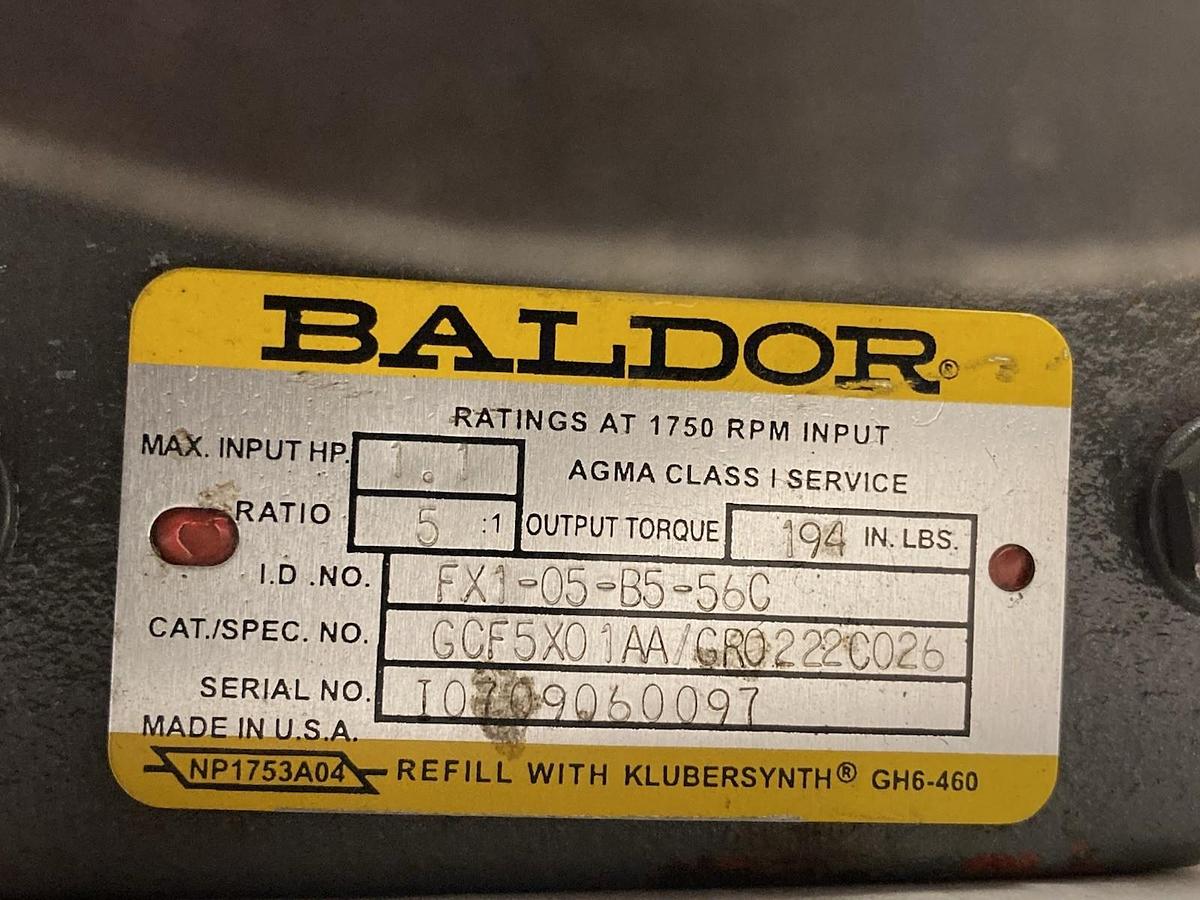 BALDOR®
RATINGS AT 1750 RPM INPUT
MAX. INPUT HP. 1.1
AGMA CLASS I SERVICE
RATIO 5 :1 OUTPUT TORQUE 194 IN. LBS.
I.D .NO. FX1-05-B5-56C
CAT./SPEC. NO. GCF5X01AA/GR0222C026
SERIAL NO. I0709060097
MADE IN U.S.A.
NP1753A04 REFILL WITH KLUBERSYNTH® GH6-460